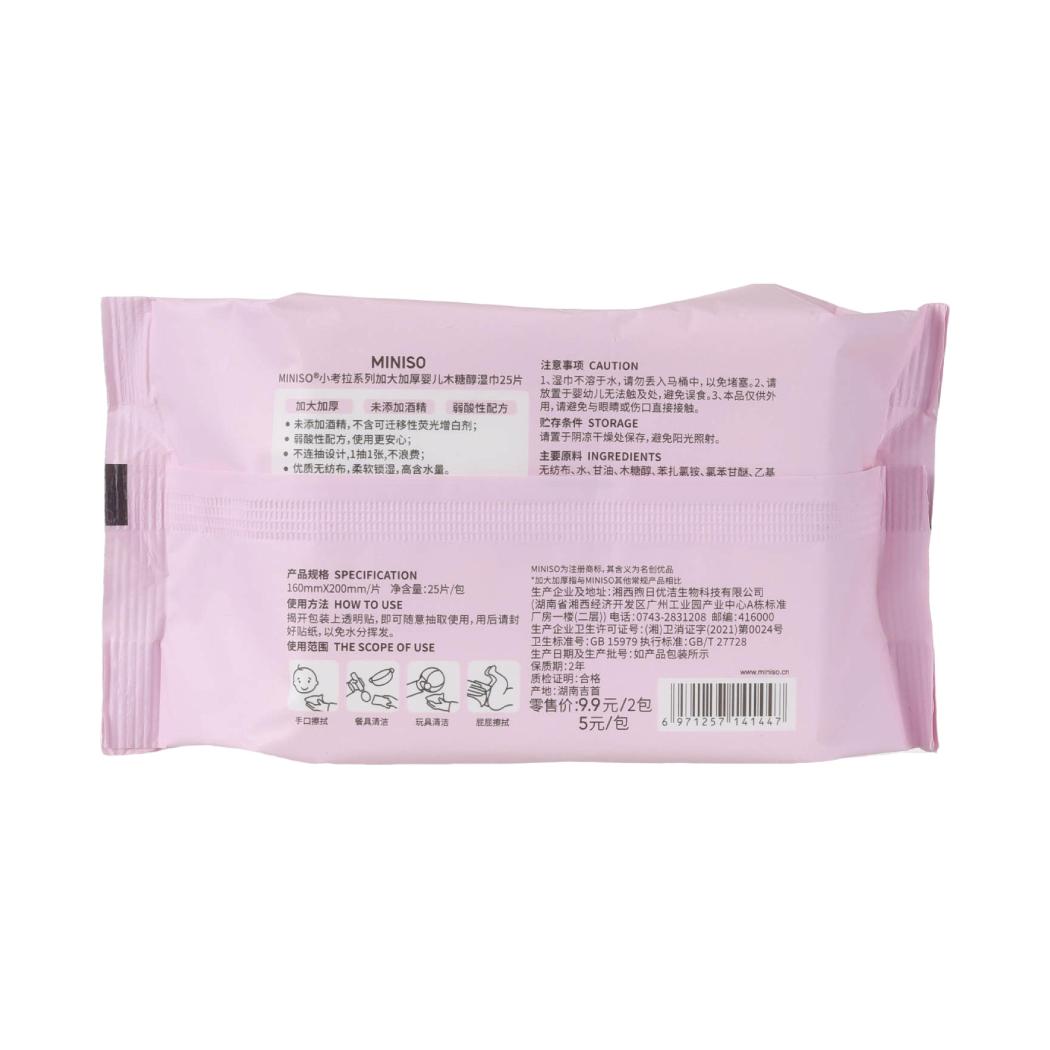 MINISO
MINISO®小考拉系列加大加厚婴儿木糖醇湿巾25片
加大加厚 未添加酒精 弱酸性配方
• 未添加酒精,不含可迁移性荧光增白剂；
• 弱酸性配方,使用更安心；
• 不连抽设计,1抽1张,不浪费；
• 优质无纺布,柔软锁湿,高含水量。
注意事项 CAUTION
1、湿巾不溶于水,请勿丢入马桶中,以免堵塞。2、请
放置于婴幼儿无法触及处,避免误食。3、本品仅供外
用,请避免与眼睛或伤口直接接触。
贮存条件 STORAGE
请置于阴凉干燥处保存,避免阳光照射。
主要原料 INGREDIENTS
无纺布、水、甘油、木糖醇、苯扎氯铵、氯苯甘醚、乙基
产品规格 SPECIFICATION
160mmX200mm/片 净含量:25片/包
使用方法 HOW TO USE
揭开包装上透明贴,即可随意抽取使用,用后请封
好贴纸,以免水分挥发。
使用范围 THE SCOPE OF USE
手口擦拭 餐具清洁 玩具清洁 屁屁擦拭
MINISO为注册商标,其含义为名创优品
*加大加厚指与MINISO其他常规产品相比
生产企业及地址:湘西煦日优洁生物科技有限公司
(湖南省湘西经济开发区广州工业园产业中心A栋标准
厂房一楼(二层)) 电话:0743-2831208 邮编:416000
生产企业卫生许可证号:(湘)卫消证字(2021)第0024号
卫生标准号:GB 15979 执行标准:GB/T 27728
生产日期及生产批号:如产品包装所示
保质期:2年
质检证明:合格
产地:湖南吉首
零售价:9.9元/2包
5元/包
www.miniso.cn
6 971257 141447